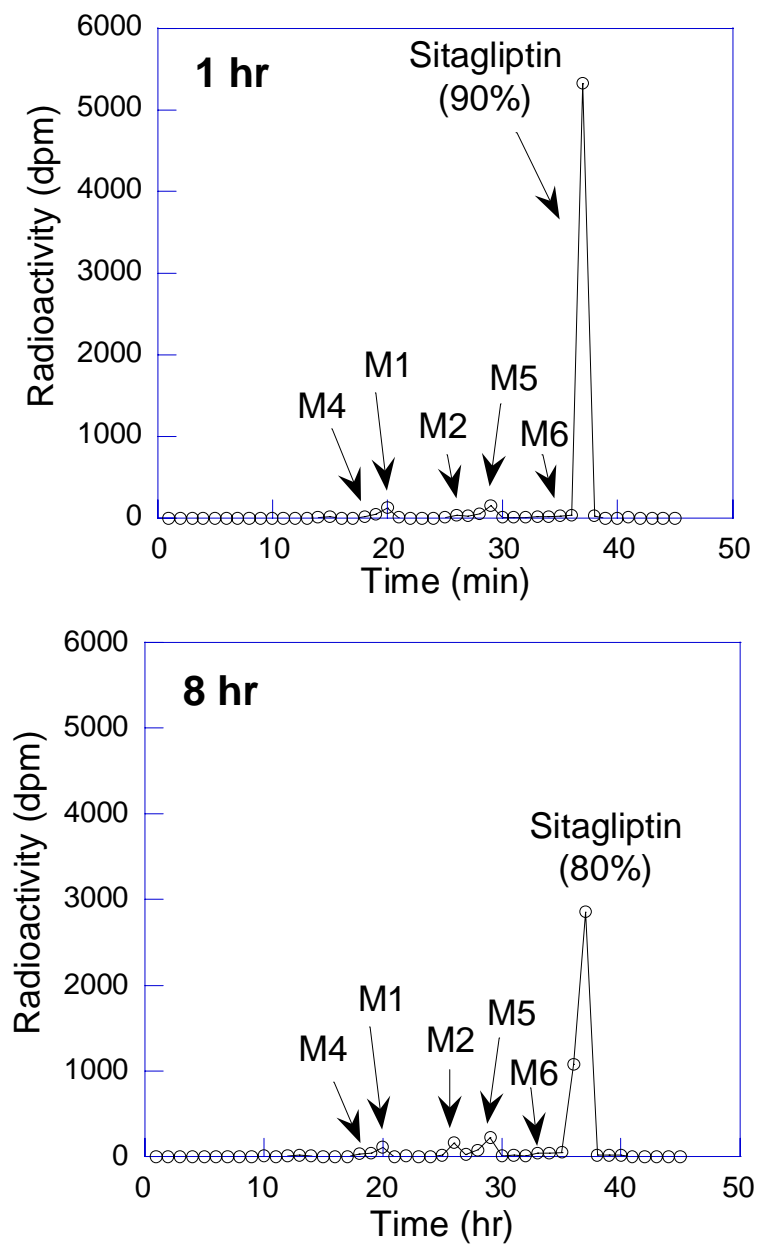 6000
5000
4000
3000
2000
1000
0
Radioactivity (dpm)
1 hr
Sitagliptin
(90%)
M4
M1
M2
M5
M6
0 10 20 30 40 50
Time (min)
6000
5000
4000
3000
2000
1000
0
Radioactivity (dpm)
8 hr
Sitagliptin
(80%)
M4
M1
M2
M5
M6
0 10 20 30 40 50
Time (hr)